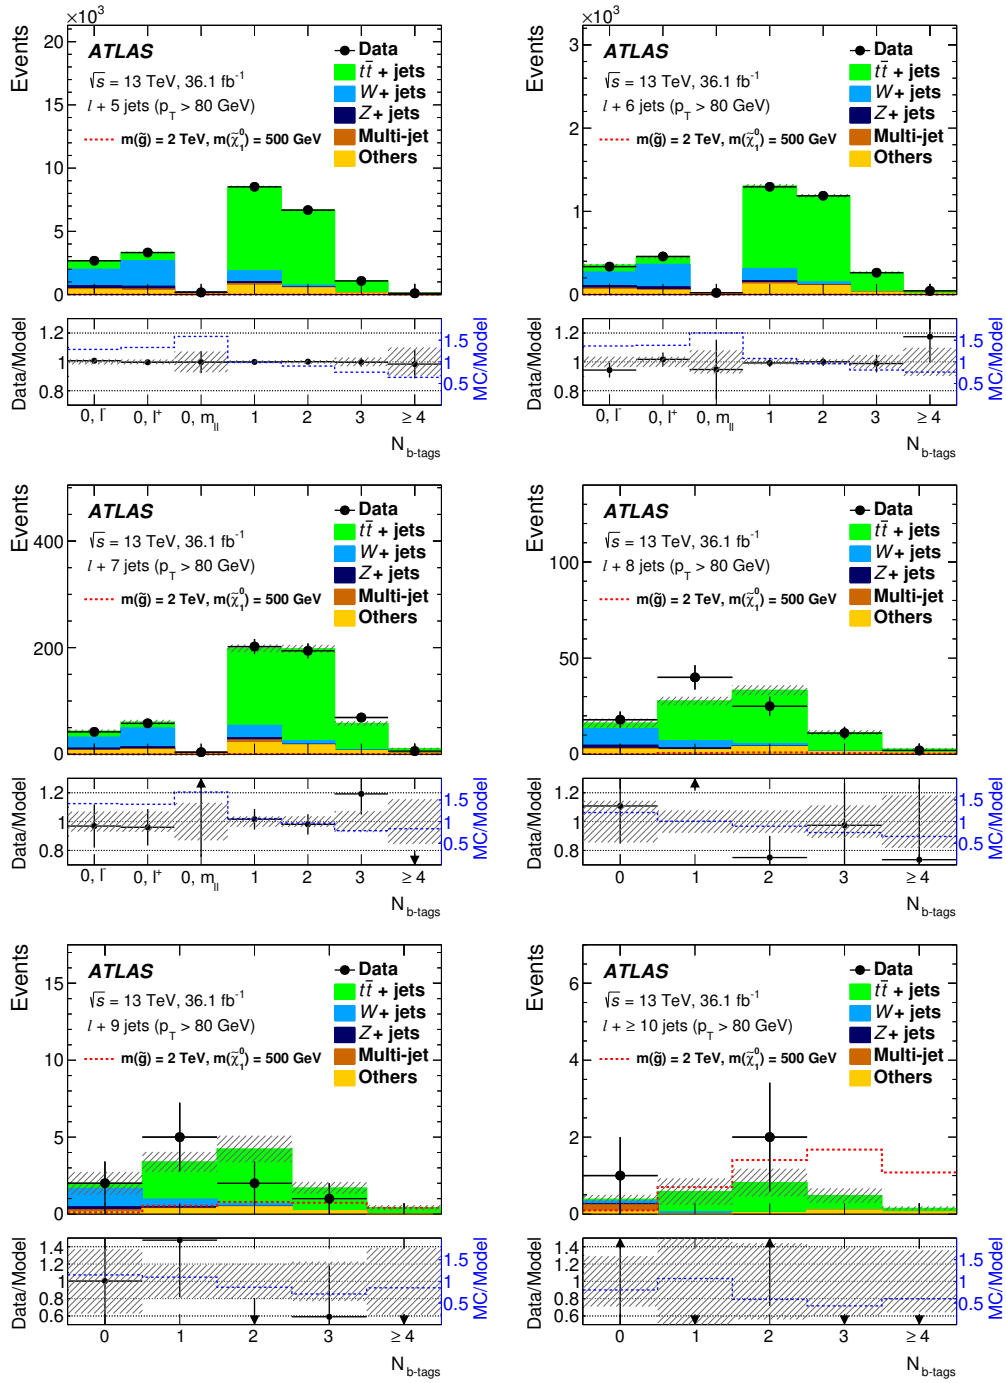 ×10³
Events
20
15
10
5
0
ATLAS
√s = 13 TeV, 36.1 fb⁻¹
l + 5 jets (p_T > 80 GeV)
m(g̃) = 2 TeV, m(χ̃₁⁰) = 500 GeV
Data
tt̄ + jets
W + jets
Z + jets
Multi-jet
Others
Data/Model
1.2
1
0.8
MC/Model
1.5
1
0.5
0, l⁻ 0, l⁺ 0, m_ll 1 2 3 ≥ 4
N_b-tags
×10³
Events
3
2
1
0
ATLAS
√s = 13 TeV, 36.1 fb⁻¹
l + 6 jets (p_T > 80 GeV)
m(g̃) = 2 TeV, m(χ̃₁⁰) = 500 GeV
Data
tt̄ + jets
W + jets
Z + jets
Multi-jet
Others
Data/Model
1.2
1
0.8
MC/Model
1.5
1
0.5
0, l⁻ 0, l⁺ 0, m_ll 1 2 3 ≥ 4
N_b-tags
Events
400
200
0
ATLAS
√s = 13 TeV, 36.1 fb⁻¹
l + 7 jets (p_T > 80 GeV)
m(g̃) = 2 TeV, m(χ̃₁⁰) = 500 GeV
Data
tt̄ + jets
W + jets
Z + jets
Multi-jet
Others
Data/Model
1.2
1
0.8
MC/Model
1.5
1
0.5
0, l⁻ 0, l⁺ 0, m_ll 1 2 3 ≥ 4
N_b-tags
Events
100
50
0
ATLAS
√s = 13 TeV, 36.1 fb⁻¹
l + 8 jets (p_T > 80 GeV)
m(g̃) = 2 TeV, m(χ̃₁⁰) = 500 GeV
Data
tt̄ + jets
W + jets
Z + jets
Multi-jet
Others
Data/Model
1.2
1
0.8
MC/Model
1.5
1
0.5
0 1 2 3 ≥ 4
N_b-tags
Events
15
10
5
0
ATLAS
√s = 13 TeV, 36.1 fb⁻¹
l + 9 jets (p_T > 80 GeV)
m(g̃) = 2 TeV, m(χ̃₁⁰) = 500 GeV
Data
tt̄ + jets
W + jets
Z + jets
Multi-jet
Others
Data/Model
1.4
1.2
1
0.8
0.6
MC/Model
1.5
1
0.5
0 1 2 3 ≥ 4
N_b-tags
Events
6
4
2
0
ATLAS
√s = 13 TeV, 36.1 fb⁻¹
l + ≥ 10 jets (p_T > 80 GeV)
m(g̃) = 2 TeV, m(χ̃₁⁰) = 500 GeV
Data
tt̄ + jets
W + jets
Z + jets
Multi-jet
Others
Data/Model
1.4
1.2
1
0.8
0.6
MC/Model
1.5
1
0.5
0 1 2 3 ≥ 4
N_b-tags